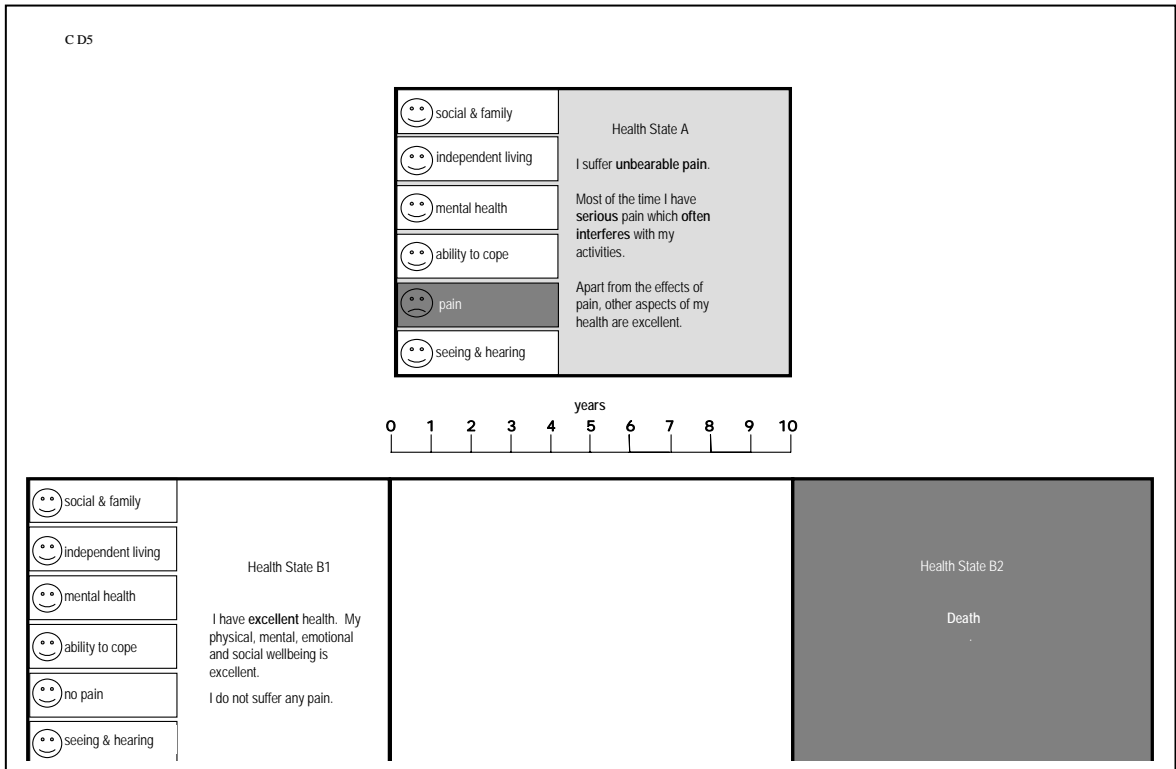 C D5
social & family
independent living
mental health
ability to cope
pain
seeing & hearing
Health State A
I suffer unbearable pain.
Most of the time I have
serious pain which often
interferes with my
activities.
Apart from the effects of
pain, other aspects of my
health are excellent.
years
0 1 2 3 4 5 6 7 8 9 10
social & family
independent living
mental health
ability to cope
no pain
seeing & hearing
Health State B1
I have excellent health. My
physical, mental, emotional
and social wellbeing is
excellent.
I do not suffer any pain.
Health State B2
Death
.